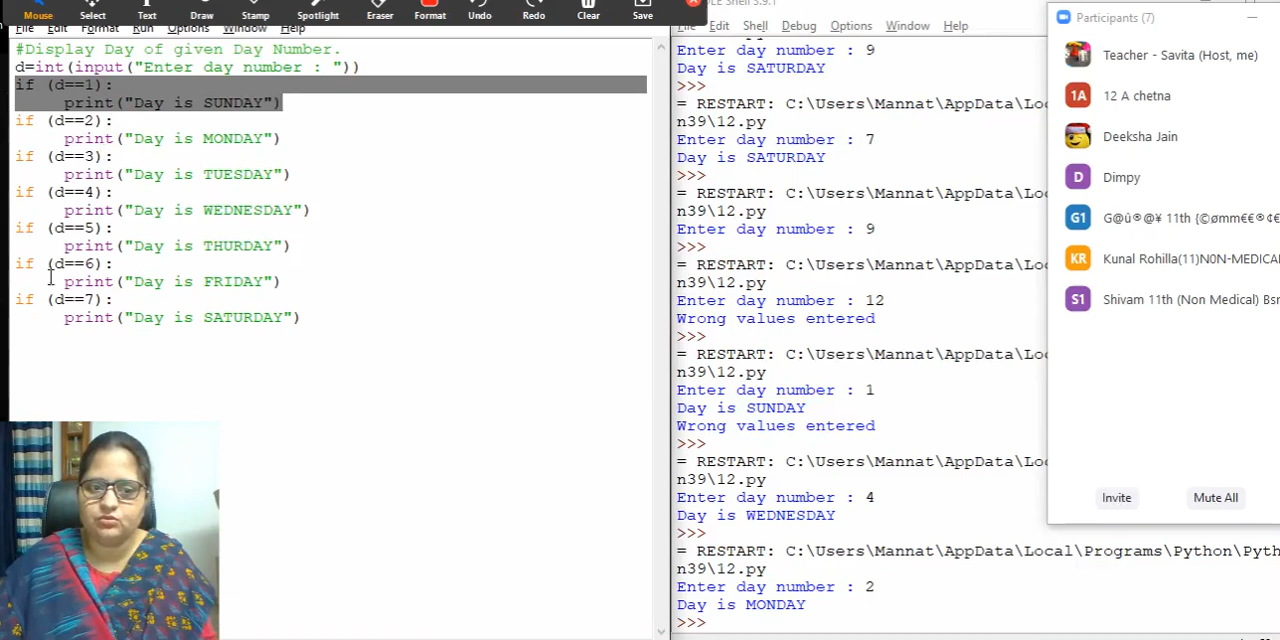 Mouse Select Text Draw Stamp Spotlight Eraser Format Undo Redo Clear Save
File Edit Format Run Options Window Help
#Display Day of given Day Number.
d=int(input("Enter day number : "))
if (d==1):
print("Day is SUNDAY")
if (d==2):
print("Day is MONDAY")
if (d==3):
print("Day is TUESDAY")
if (d==4):
print("Day is WEDNESDAY")
if (d==5):
print("Day is THURDAY")
if (d==6):
print("Day is FRIDAY")
if (d==7):
print("Day is SATURDAY")
Shell 3.9.1
File Edit Shell Debug Options Window Help
Enter day number : 9
Day is SATURDAY
>>>
= RESTART: C:\Users\Mannat\AppData\Loc
n39\12.py
Enter day number : 7
Day is SATURDAY
>>>
= RESTART: C:\Users\Mannat\AppData\Loc
n39\12.py
Enter day number : 9
>>>
= RESTART: C:\Users\Mannat\AppData\Loc
n39\12.py
Enter day number : 12
Wrong values entered
>>>
= RESTART: C:\Users\Mannat\AppData\Loc
n39\12.py
Enter day number : 1
Day is SUNDAY
Wrong values entered
>>>
= RESTART: C:\Users\Mannat\AppData\Loc
n39\12.py
Enter day number : 4
Day is WEDNESDAY
>>>
= RESTART: C:\Users\Mannat\AppData\Local\Programs\Python\Pyth
n39\12.py
Enter day number : 2
Day is MONDAY
>>>
Participants (7)
Teacher - Savita (Host, me)
1A 12 A chetna
Deeksha Jain
D Dimpy
G1 G@û®@¥ 11th {©ømm€€®¢€
KR Kunal Rohilla(11)N0N-MEDICA
S1 Shivam 11th (Non Medical) Bsr
Invite Mute All